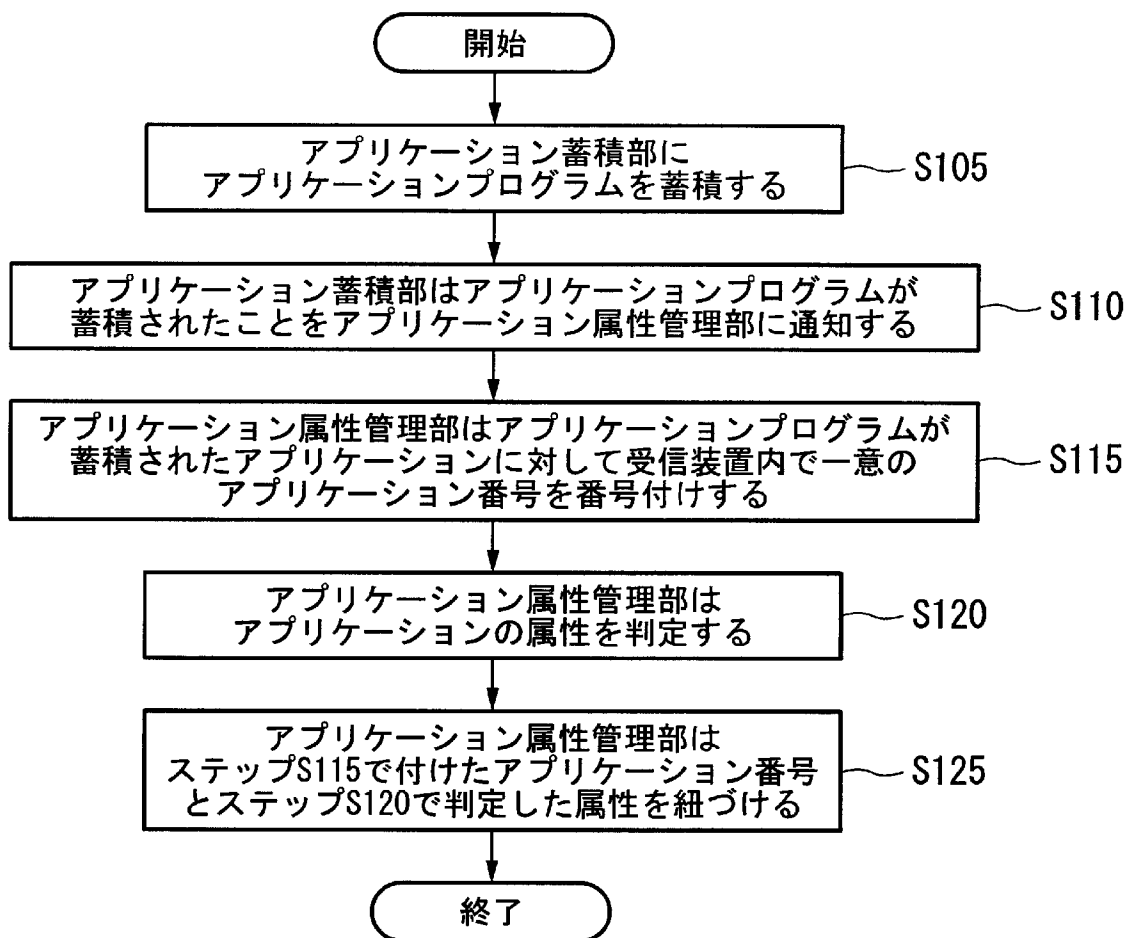 開始
アプリケーション蓄積部に
アプリケーションプログラムを蓄積する
S105
アプリケーション蓄積部はアプリケーションプログラムが
蓄積されたことをアプリケーション属性管理部に通知する
S110
アプリケーション属性管理部はアプリケーションプログラムが
蓄積されたアプリケーションに対して受信装置内で一意の
アプリケーション番号を番号付けする
S115
アプリケーション属性管理部は
アプリケーションの属性を判定する
S120
アプリケーション属性管理部は
ステップS115で付けたアプリケーション番号
とステップS120で判定した属性を紐づける
S125
終了